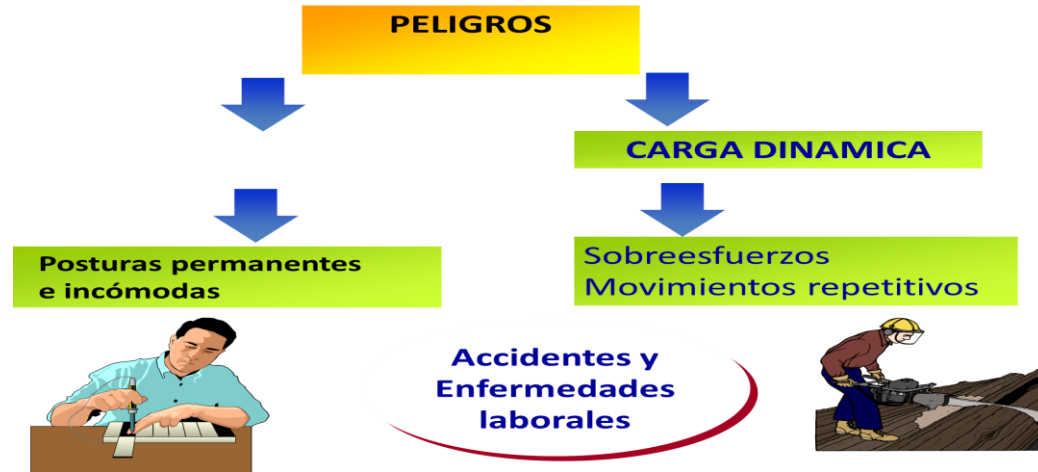 PELIGROS
CARGA DINAMICA
Posturas permanentes
e incómodas
Sobreesfuerzos
Movimientos repetitivos
Accidentes y
Enfermedades
laborales